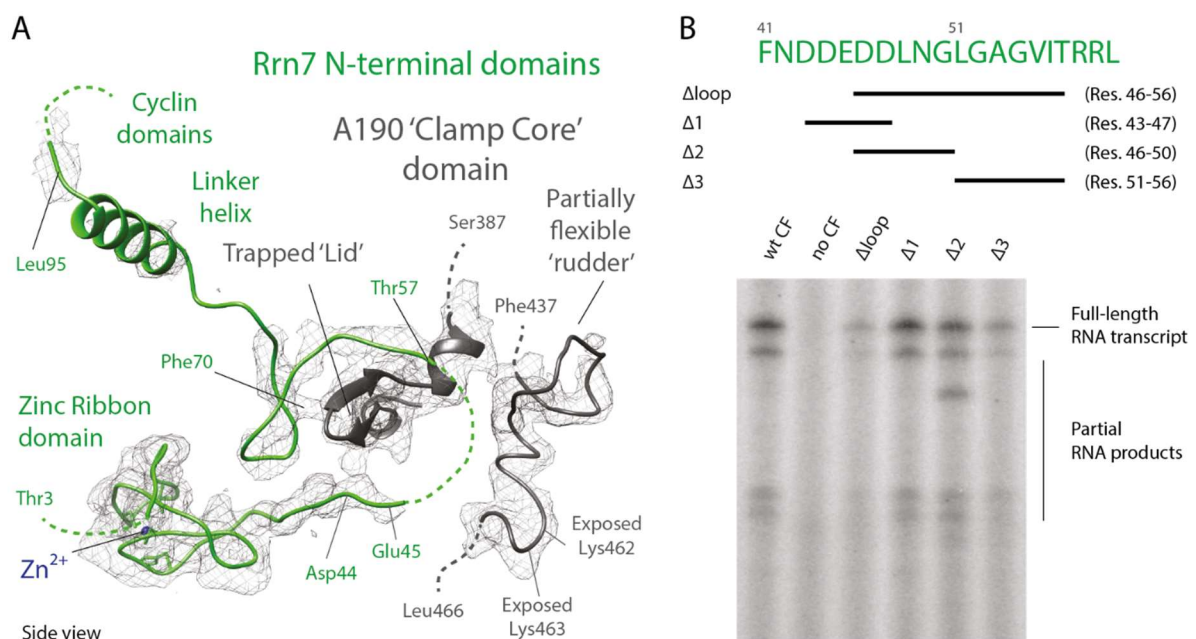 A
Rrn7 N-terminal domains
Cyclin
domains
A190 'Clamp Core'
domain
Linker
helix
Partially
flexible
'rudder'
Ser387
Trapped 'Lid'
Leu95
Thr57
Phe437
Phe70
Zinc Ribbon
domain
Thr3
Zn2+
Asp44
Glu45
Exposed
Lys462
Leu466
Exposed
Lys463
Side view
B
41 51
FNDDEDDLNGLGAGVITRRL
Δloop (Res. 46-56)
Δ1 (Res. 43-47)
Δ2 (Res. 46-50)
Δ3 (Res. 51-56)
wt CF no CF Δloop Δ1 Δ2 Δ3
Full-length
RNA transcript
Partial
RNA products